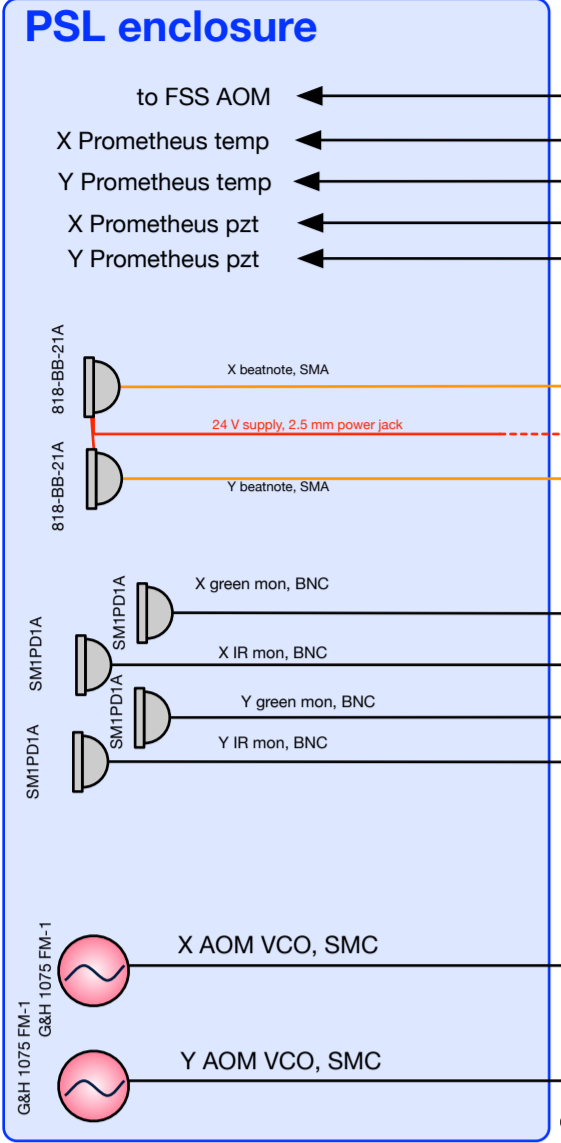 PSL enclosure
to FSS AOM
X Prometheus temp
Y Prometheus temp
X Prometheus pzt
Y Prometheus pzt
818-BB-21A
X beatnote, SMA
24 V supply, 2.5 mm power jack
818-BB-21A
Y beatnote, SMA
SM1PD1A
X green mon, BNC
SM1PD1A
X IR mon, BNC
SM1PD1A
Y green mon, BNC
SM1PD1A
Y IR mon, BNC
G&H 1075 FM-1
X AOM VCO, SMC
G&H 1075 FM-1
Y AOM VCO, SMC